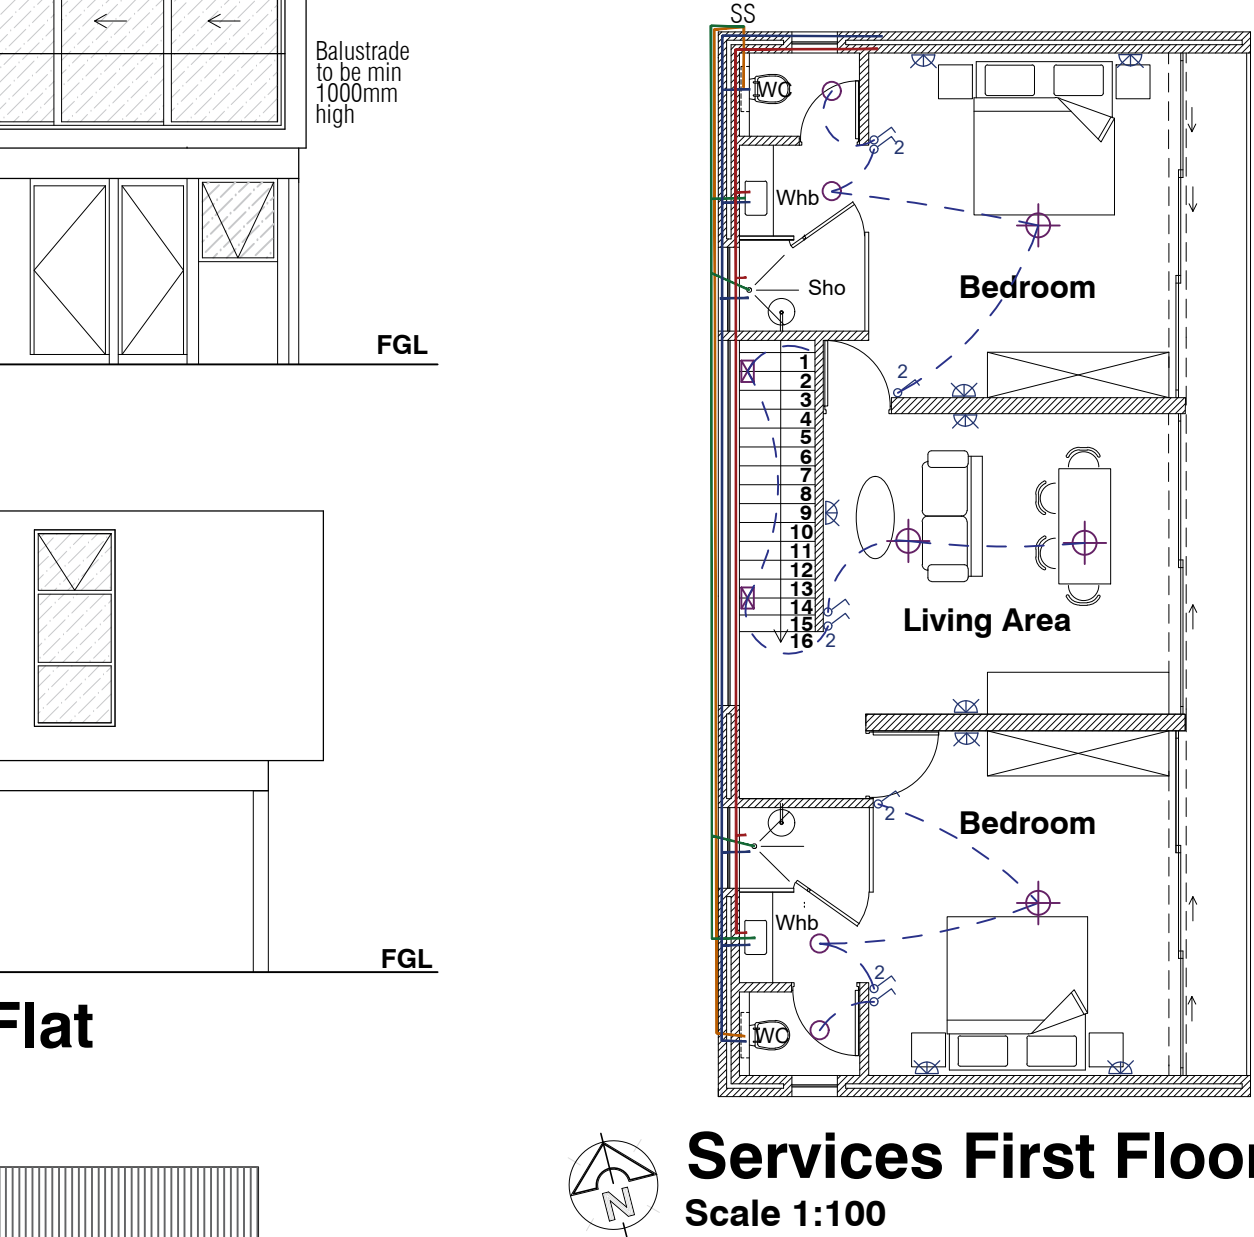 SS
Balustrade
to be min
1000mm
high
WC
2
Whb
Sho
Bedroom
FGL
2
1
2
3
4
5
6
7
8
9
10
11
12
13
14
15
16
2
Living Area
2
Bedroom
Whb
2
WC
FGL
Flat
Services First Floor
Scale 1:100
N